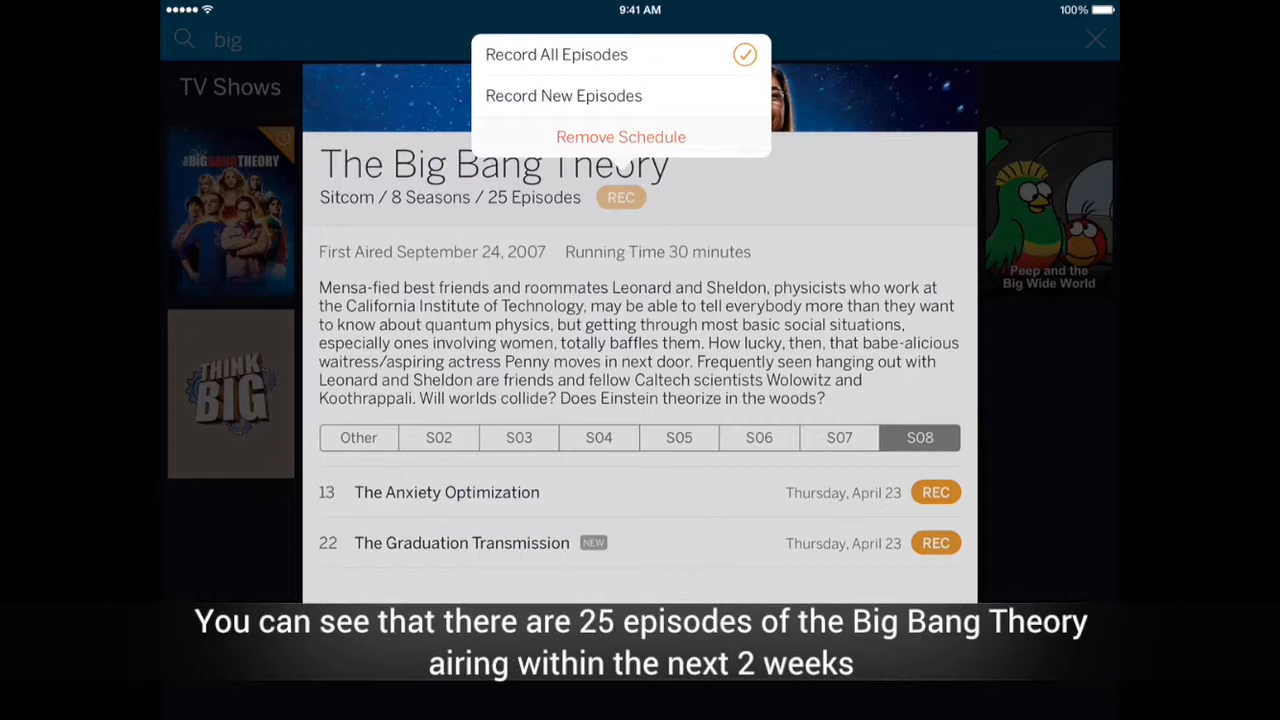 9:41 AM
100%
big
Record All Episodes
Record New Episodes
Remove Schedule
TV Shows
THE BIG BANG THEORY
The Big Bang Theory
Sitcom / 8 Seasons / 25 Episodes REC
First Aired September 24, 2007 Running Time 30 minutes
Mensa-fied best friends and roommates Leonard and Sheldon, physicists who work at
the California Institute of Technology, may be able to tell everybody more than they want
to know about quantum physics, but getting through most basic social situations,
especially ones involving women, totally baffles them. How lucky, then, that babe-alicious
waitress/aspiring actress Penny moves in next door. Frequently seen hanging out with
Leonard and Sheldon are friends and fellow Caltech scientists Wolowitz and
Koothrappali. Will worlds collide? Does Einstein theorize in the woods?
Peep and the
Big Wide World
THINK
BIG
Other S02 S03 S04 S05 S06 S07 S08
13 The Anxiety Optimization Thursday, April 23 REC
22 The Graduation Transmission NEW Thursday, April 23 REC
You can see that there are 25 episodes of the Big Bang Theory
airing within the next 2 weeks